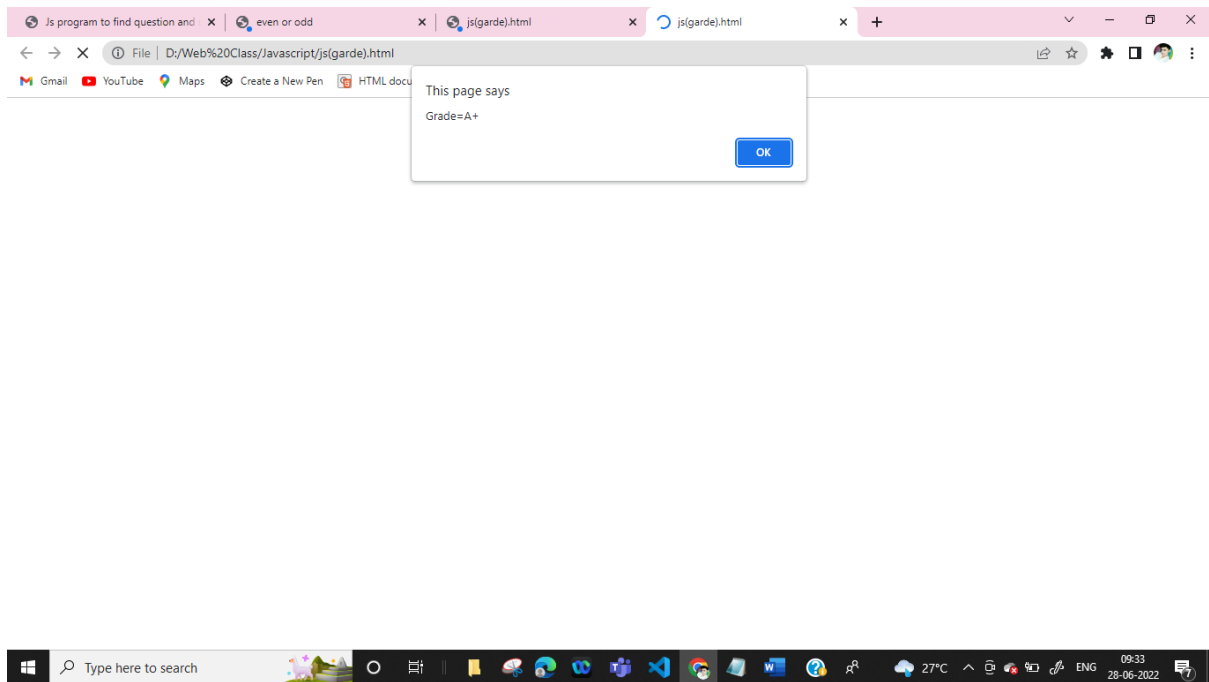 Js program to find question and
even or odd
js(garde).html
js(garde).html
File
D:/Web%20Class/Javascript/js(garde).html
Gmail
YouTube
Maps
Create a New Pen
HTML docu
This page says
Grade=A+
OK
Type here to search
27°C
ENG
09:33
28-06-2022
7